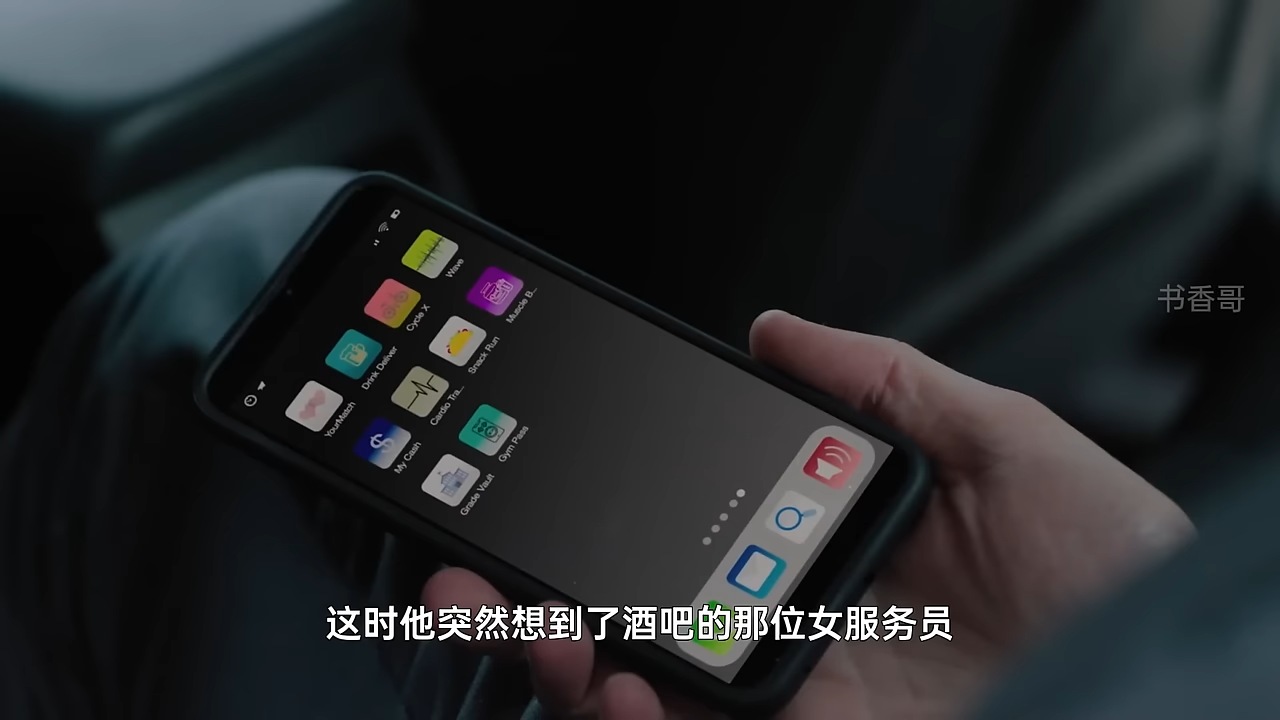 Wave
Cycle X
Drink Deliver
YourMatch
Muscle B...
Snack Run
Cardio Tra...
My Cash
Gym Pass
Grade Vault
书香哥
这时他突然想到了酒吧的那位女服务员